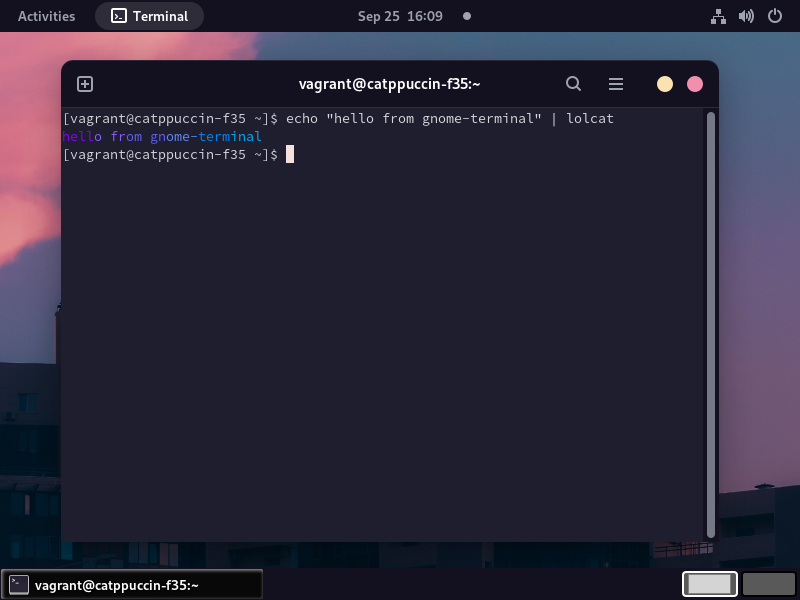 Activities
Terminal
Sep 25 16:09
vagrant@catppuccin-f35:~
[vagrant@catppuccin-f35 ~]$ echo "hello from gnome-terminal" | lolcat
hello from gnome-terminal
[vagrant@catppuccin-f35 ~]$
vagrant@catppuccin-f35:~